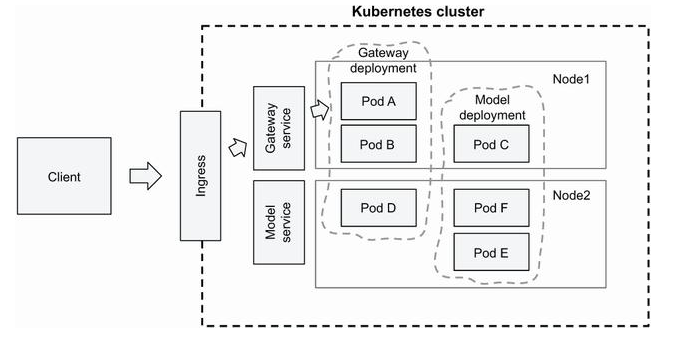 Kubernetes cluster
Gateway
deployment
Node1
Pod A
Model
deployment
Gateway
service
Pod B
Pod C
Client
Ingress
Node2
Model
service
Pod D
Pod F
Pod E